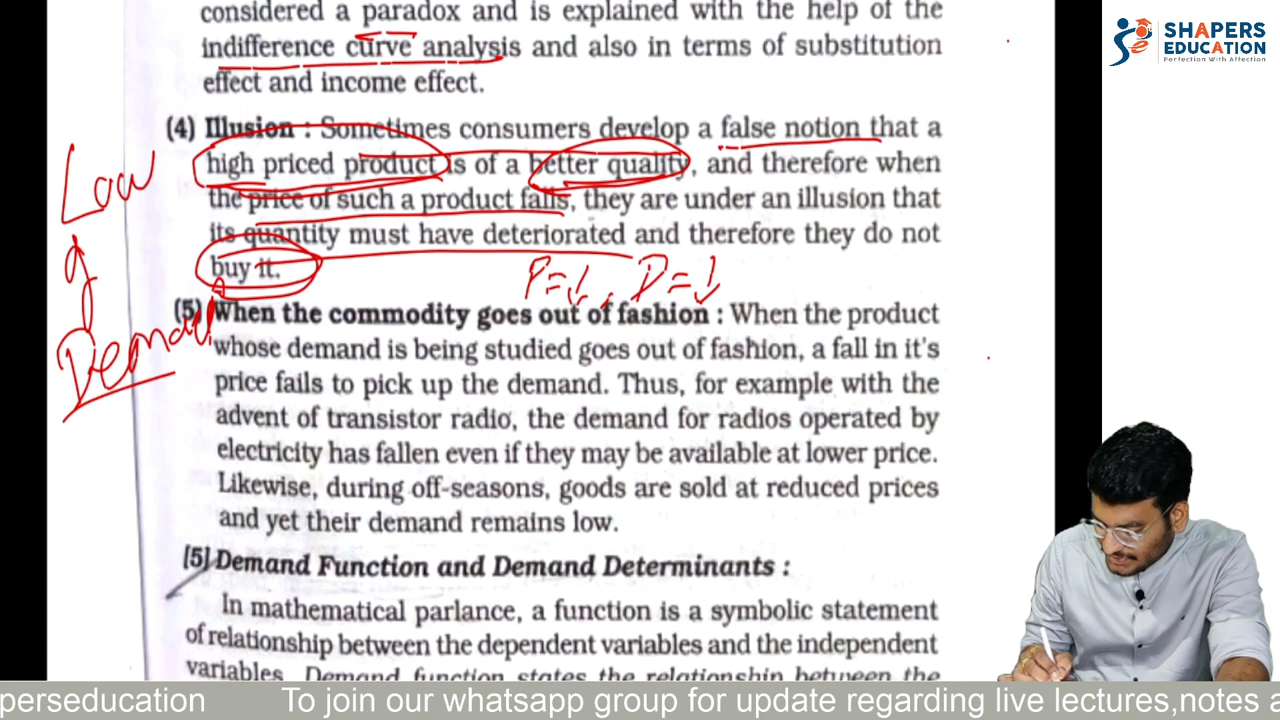 considered a paradox and is explained with the help of the
indifference curve analysis and also in terms of substitution
effect and income effect.
(4) Illusion : Sometimes consumers develop a false notion that a
high priced product is of a better quality, and therefore when
the price of such a product falls, they are under an illusion that
its quantity must have deteriorated and therefore they do not
buy it.
P=↓, D=↓
Low
of
Demand
(5) When the commodity goes out of fashion : When the product
whose demand is being studied goes out of fashion, a fall in it's
price fails to pick up the demand. Thus, for example with the
advent of transistor radio, the demand for radios operated by
electricity has fallen even if they may be available at lower price.
Likewise, during off-seasons, goods are sold at reduced prices
and yet their demand remains low.
[5] Demand Function and Demand Determinants :
In mathematical parlance, a function is a symbolic statement
of relationship between the dependent variables and the independent
variables. Demand function states the relationship between the
SHAPERS
EDUCATION
Perfection With Affection
perseducation To join our whatsapp group for update regarding live lectures,notes a